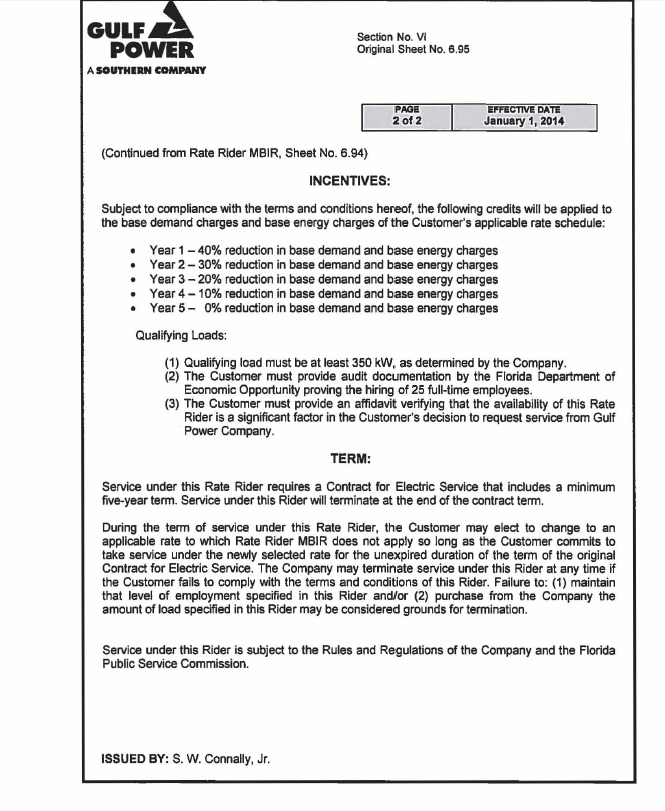 GULF
POWER
A SOUTHERN COMPANY
Section No. VI
Original Sheet No. 6.95
PAGE
2 of 2
EFFECTIVE DATE
January 1, 2014
(Continued from Rate Rider MBIR, Sheet No. 6.94)
INCENTIVES:
Subject to compliance with the terms and conditions hereof, the following credits will be applied to
the base demand charges and base energy charges of the Customer's applicable rate schedule:
• Year 1 – 40% reduction in base demand and base energy charges
• Year 2 – 30% reduction in base demand and base energy charges
• Year 3 – 20% reduction in base demand and base energy charges
• Year 4 – 10% reduction in base demand and base energy charges
• Year 5 - 0% reduction in base demand and base energy charges
Qualifying Loads:
(1) Qualifying load must be at least 350 kW, as determined by the Company.
(2) The Customer must provide audit documentation by the Florida Department of
Economic Opportunity proving the hiring of 25 full-time employees.
(3) The Customer must provide an affidavit verifying that the availability of this Rate
Rider is a significant factor in the Customer's decision to request service from Gulf
Power Company.
TERM:
Service under this Rate Rider requires a Contract for Electric Service that includes a minimum
five-year term. Service under this Rider will terminate at the end of the contract term.
During the term of service under this Rate Rider, the Customer may elect to change to an
applicable rate to which Rate Rider MBIR does not apply so long as the Customer commits to
take service under the newly selected rate for the unexpired duration of the term of the original
Contract for Electric Service. The Company may terminate service under this Rider at any time if
the Customer fails to comply with the terms and conditions of this Rider. Failure to: (1) maintain
that level of employment specified in this Rider and/or (2) purchase from the Company the
amount of load specified in this Rider may be considered grounds for termination.
Service under this Rider is subject to the Rules and Regulations of the Company and the Florida
Public Service Commission.
ISSUED BY: S. W. Connally, Jr.